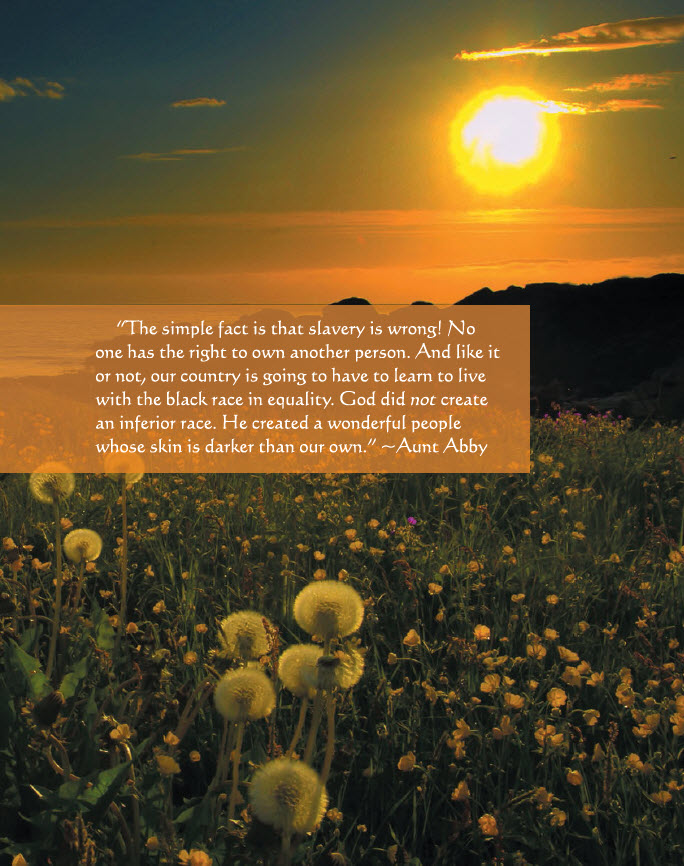 “The simple fact is that slavery is wrong! No
one has the right to own another person. And like it
or not, our country is going to have to learn to live
with the black race in equality. God did not create
an inferior race. He created a wonderful people
whose skin is darker than our own.” ~Aunt Abby